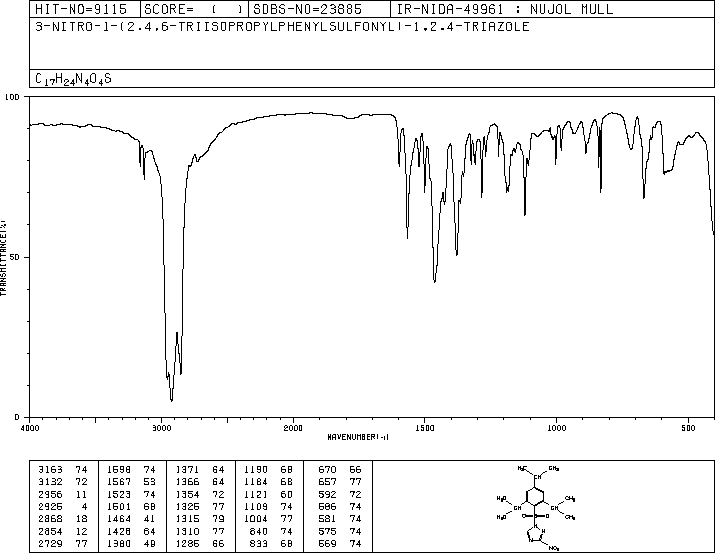 HIT-NO=9115 SCORE= ( ) SDBS-NO=23885 IR-NIDA-49961 : NUJOL MULL
3-NITRO-1-(2,4,6-TRIISOPROPYLPHENYLSULFONYL)-1,2,4-TRIAZOLE
C17H24N4O4S
100
50
0
TRANSMITTANCE(%)
4000 3000 2000 1500 1000 500
WAVENUMBER(-1)
3163 74 1598 74 1371 64 1190 68 670 66
3132 72 1567 53 1366 64 1184 68 657 77
2956 11 1523 74 1354 72 1121 60 592 72
2925 4 1501 68 1325 77 1109 74 586 74
2868 18 1464 41 1315 79 1004 77 581 74
2854 12 1428 64 1310 77 840 74 575 74
2729 77 1380 49 1285 66 833 68 569 74